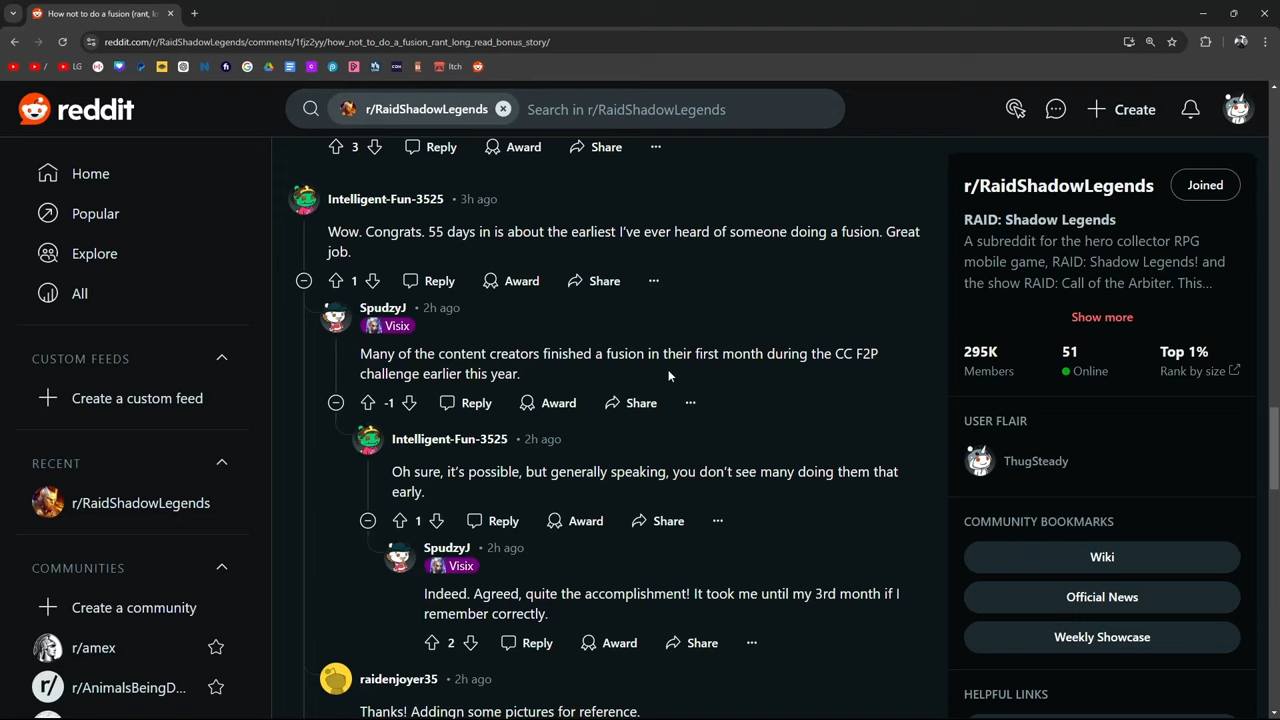 How not to do a fusion (rant, lo
reddit.com/r/RaidShadowLegends/comments/1fjz2yy/how_not_to_do_a_fusion_rant_long_read_bonus_story/
/
LG
Itch
reddit
r/RaidShadowLegends
Search in r/RaidShadowLegends
Create
Home
Popular
Explore
All
CUSTOM FEEDS
Create a custom feed
RECENT
r/RaidShadowLegends
COMMUNITIES
Create a community
r/amex
r/AnimalsBeingD...
3 Reply Award Share
Intelligent-Fun-3525 • 3h ago
Wow. Congrats. 55 days in is about the earliest I've ever heard of someone doing a fusion. Great
job.
1 Reply Award Share
SpudzyJ • 2h ago
Visix
Many of the content creators finished a fusion in their first month during the CC F2P
challenge earlier this year.
-1 Reply Award Share
Intelligent-Fun-3525 • 2h ago
Oh sure, it's possible, but generally speaking, you don't see many doing them that
early.
1 Reply Award Share
SpudzyJ • 2h ago
Visix
Indeed. Agreed, quite the accomplishment! It took me until my 3rd month if I
remember correctly.
2 Reply Award Share
raidenjoyer35 • 2h ago
Thanks! Addingn some pictures for reference.
r/RaidShadowLegends
Joined
RAID: Shadow Legends
A subreddit for the hero collector RPG
mobile game, RAID: Shadow Legends! and
the show RAID: Call of the Arbiter. This...
Show more
295K 51 Top 1%
Members Online Rank by size
USER FLAIR
ThugSteady
COMMUNITY BOOKMARKS
Wiki
Official News
Weekly Showcase
HELPFUL LINKS